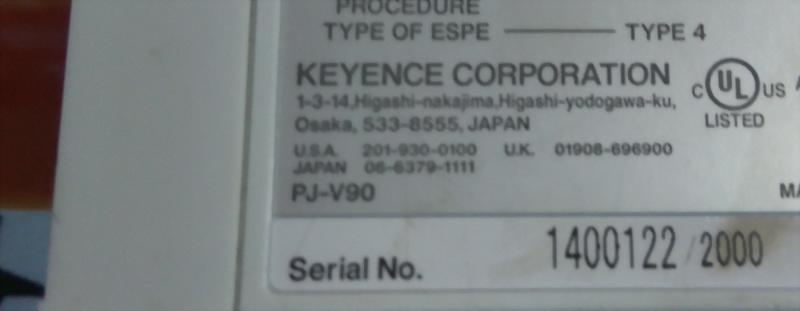 PROCEDURE
TYPE OF ESPE TYPE 4
KEYENCE CORPORATION
1-3-14,Higashi-nakajima,Higashi-yodogawa-ku,
Osaka, 533-8555, JAPAN
C UL US
LISTED
U.S.A. 201-930-0100 U.K. 01908-696900
JAPAN 06-6379-1111
PJ-V90
MA
Serial No. 1400122/2000